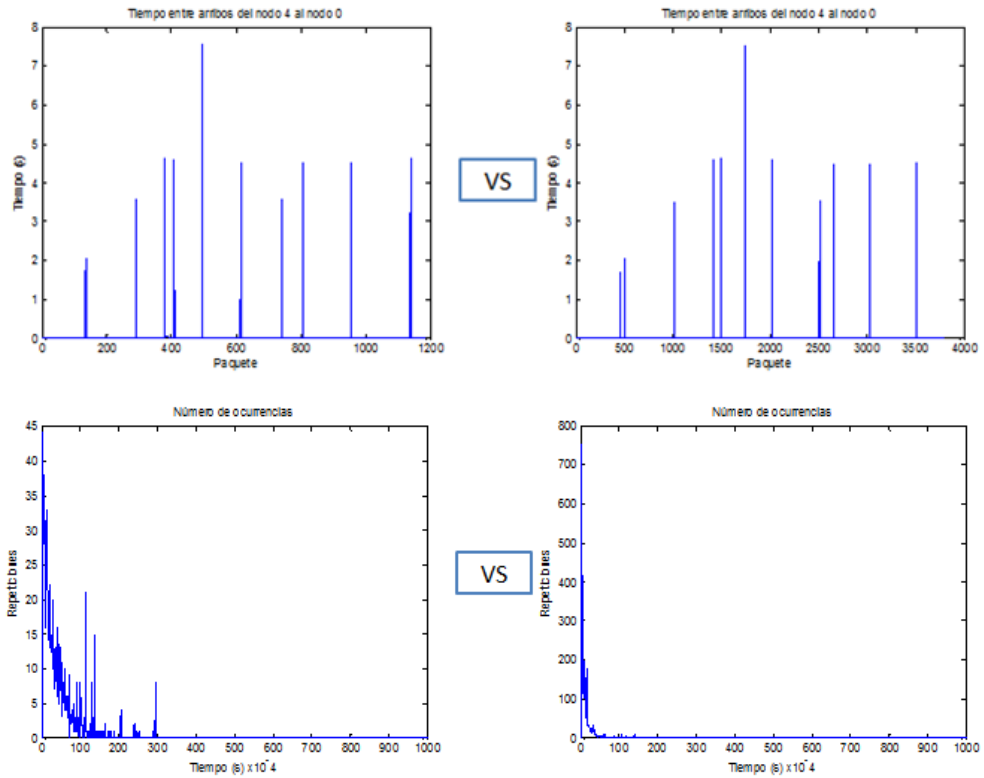 Tiempo entre arribos del nodo 4 al nodo 0
Tiempo (s)
8
7
6
5
4
3
2
1
0
0 200 400 600 800 1000 1200
Paquete
VS
Tiempo entre arribos del nodo 4 al nodo 0
Tiempo (s)
8
7
6
5
4
3
2
1
0
0 500 1000 1500 2000 2500 3000 3500 4000
Paquete
Número de ocurrencias
Repeticiones
45
40
35
30
25
20
15
10
5
0
0 100 200 300 400 500 600 700 800 900 1000
Tiempo (s) x10^-4
VS
Número de ocurrencias
Repeticiones
800
700
600
500
400
300
200
100
0
0 100 200 300 400 500 600 700 800 900 1000
Tiempo (s) x10^-4